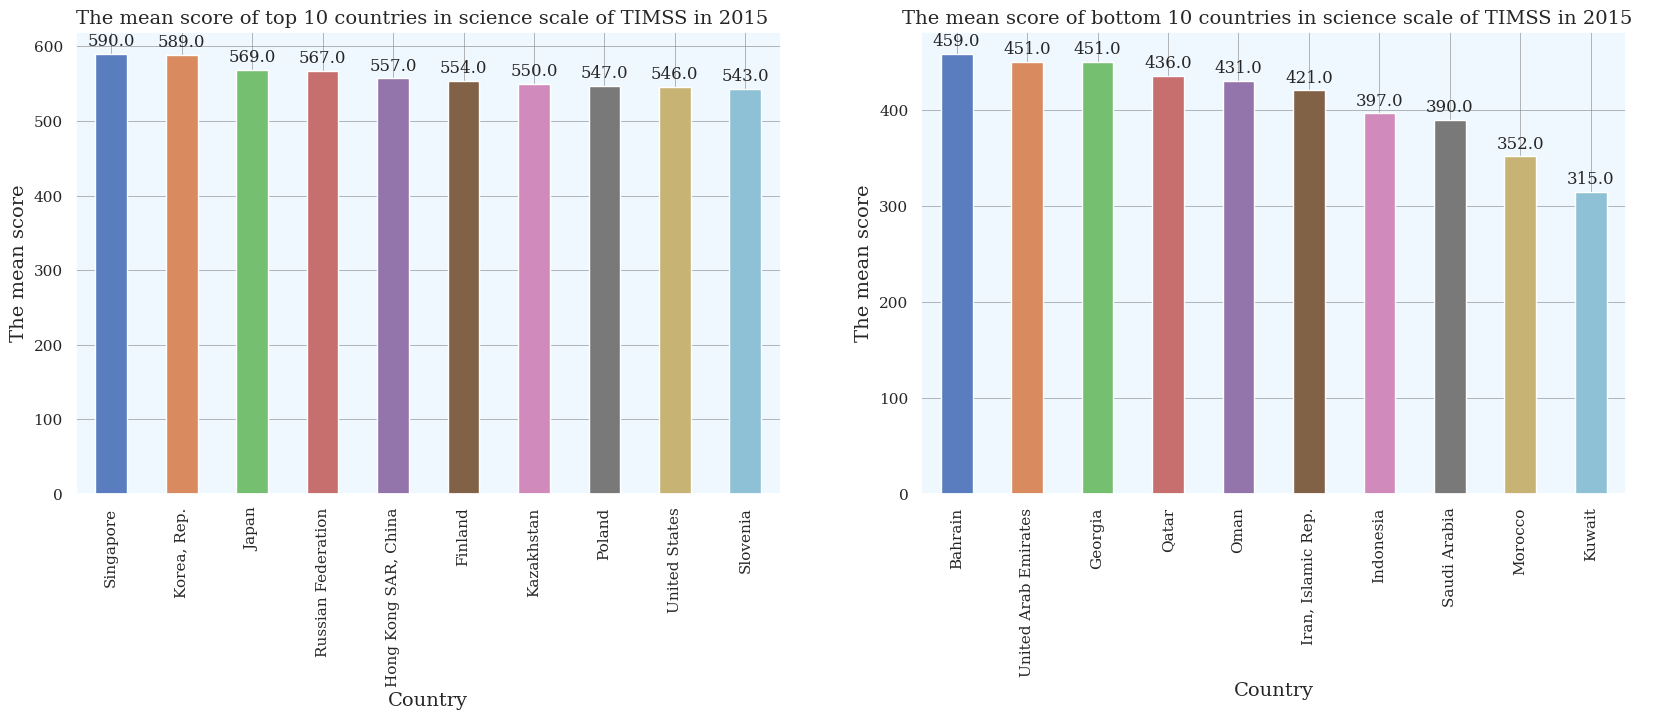 The mean score of top 10 countries in science scale of TIMSS in 2015
The mean score
600
500
400
300
200
100
0
590.0
589.0
569.0
567.0
557.0
554.0
550.0
547.0
546.0
543.0
Singapore
Korea, Rep.
Japan
Russian Federation
Hong Kong SAR, China
Finland
Kazakhstan
Poland
United States
Slovenia
Country
The mean score of bottom 10 countries in science scale of TIMSS in 2015
The mean score
400
300
200
100
0
459.0
451.0
451.0
436.0
431.0
421.0
397.0
390.0
352.0
315.0
Bahrain
United Arab Emirates
Georgia
Qatar
Oman
Iran, Islamic Rep.
Indonesia
Saudi Arabia
Morocco
Kuwait
Country